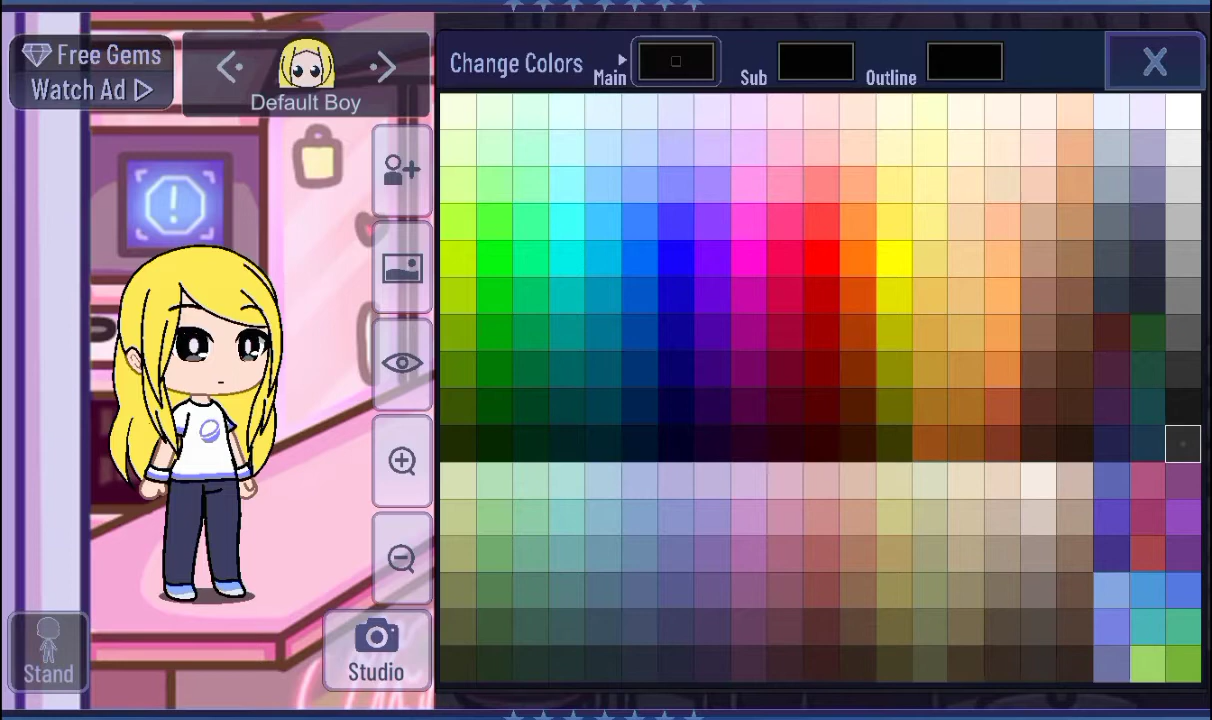 Free Gems
Watch Ad
Default Boy
Change Colors
Main
Sub
Outline
X
!
Stand
Studio